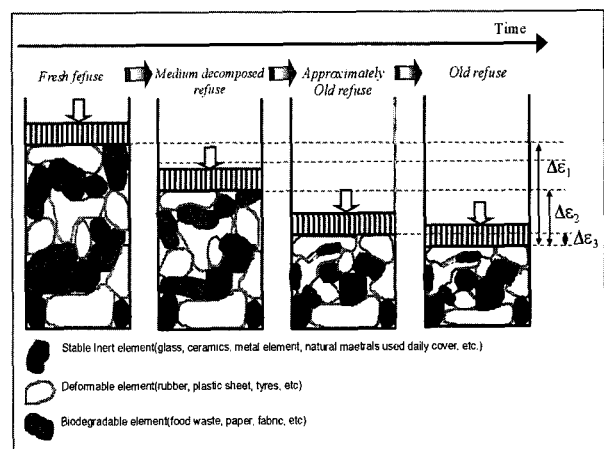 Time
Fresh fefuse
Medium decomposed
refuse
Approximately
Old refuse
Old refuse
Δε1
Δε2
Δε3
Stable Inert element(glass, ceramics, metal element, natural maetrals used daily cover, etc.)
Deformable element(rubber, plastic sheet, tyres, etc)
Biodegradable element(food waste, paper, fabric, etc)